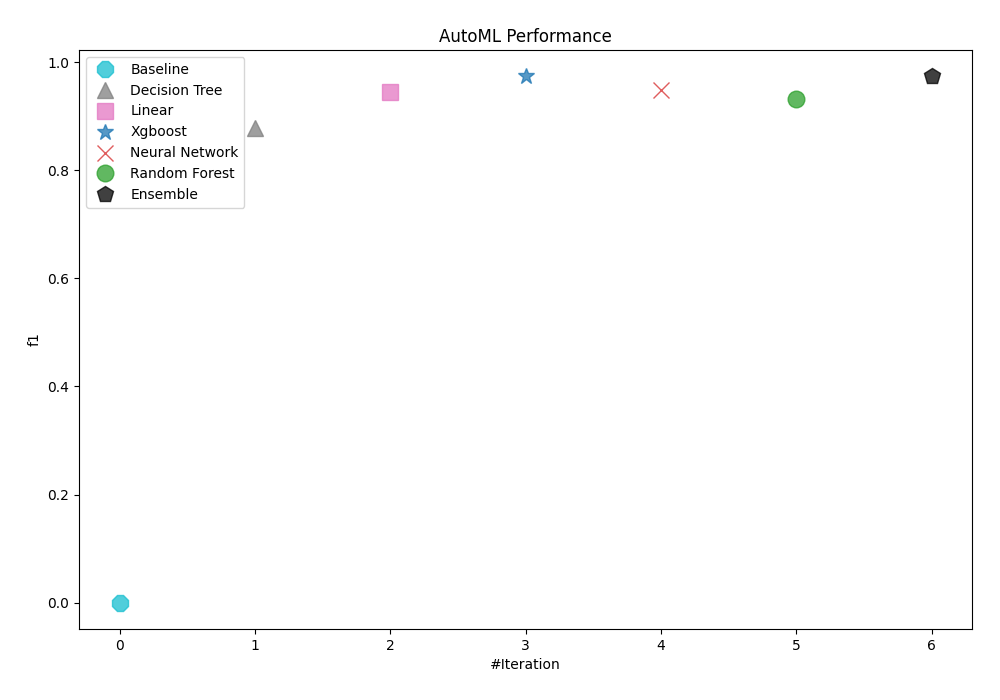 AutoML Performance
Baseline
Decision Tree
Linear
Xgboost
Neural Network
Random Forest
Ensemble
1.0
0.8
0.6
0.4
0.2
0.0
f1
0 1 2 3 4 5 6
#Iteration